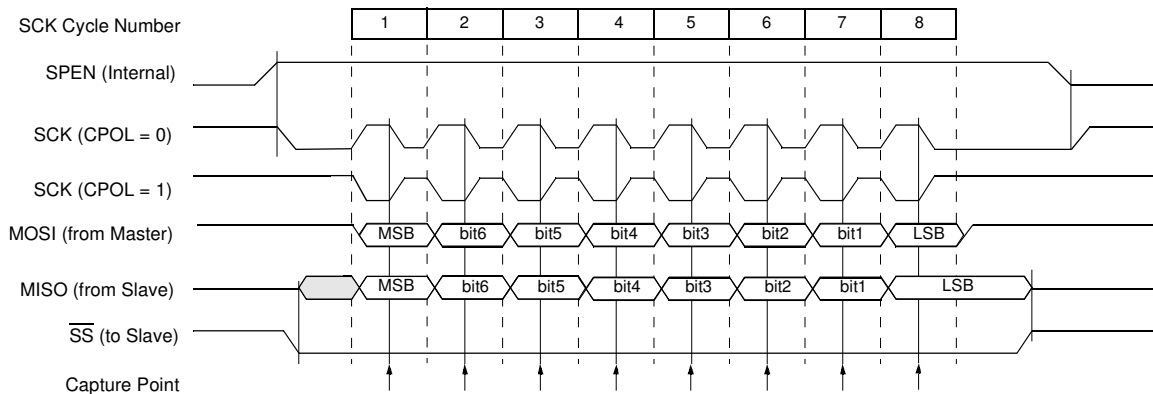 SCK Cycle Number 1 2 3 4 5 6 7 8
SPEN (Internal)
SCK (CPOL = 0)
SCK (CPOL = 1)
MOSI (from Master) MSB bit6 bit5 bit4 bit3 bit2 bit1 LSB
MISO (from Slave) MSB bit6 bit5 bit4 bit3 bit2 bit1 LSB
SS (to Slave)
Capture Point